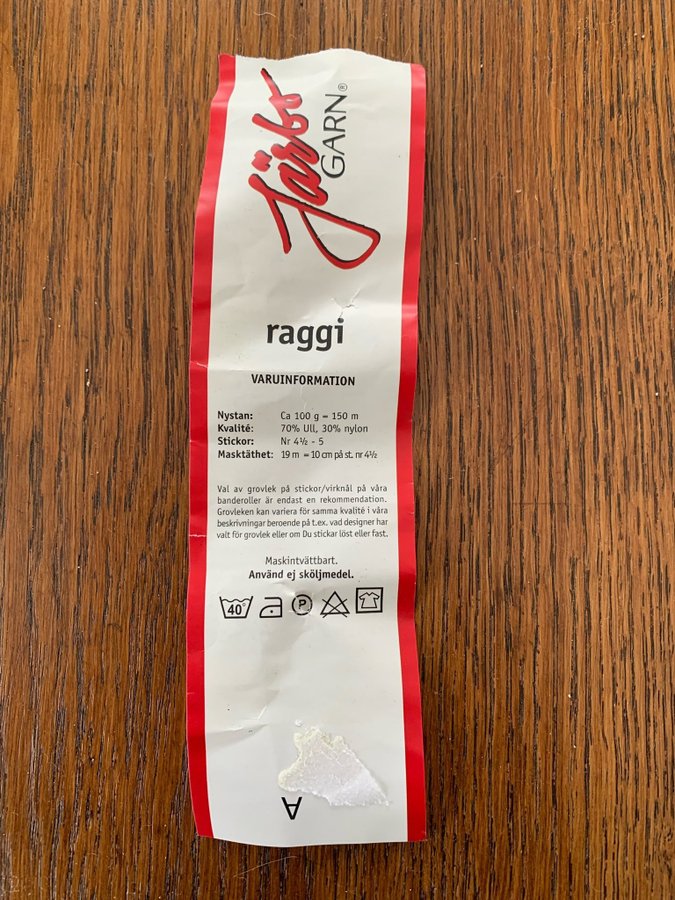 Järbo
GARN®
raggi
VARUINFORMATION
Nystan: Ca 100 g = 150 m
Kvalité: 70% Ull, 30% nylon
Stickor: Nr 4½ - 5
Masktäthet: 19 m = 10 cm på st. nr 4½
Val av grovlek på stickor/virknål på våra
banderoller är endast en rekommendation.
Grovleken kan variera för samma kvalité i våra
beskrivningar beroende på t.ex. vad designer har
valt för grovlek eller om Du stickar löst eller fast.
Maskintvättbart.
Använd ej sköljmedel.
40° P
A